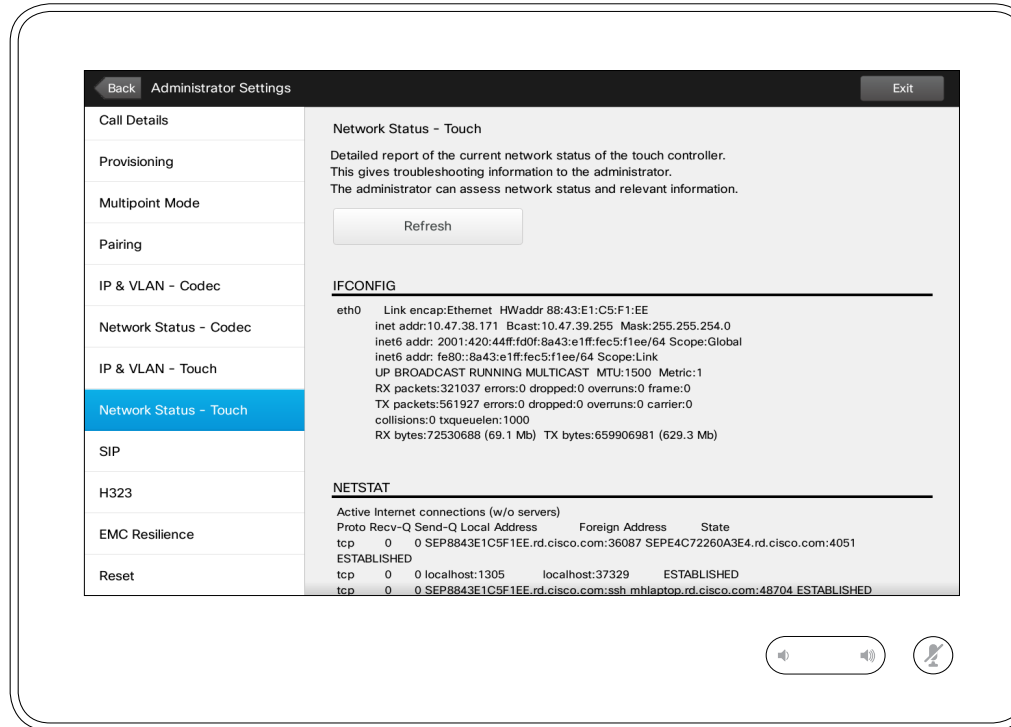 Back Administrator Settings Exit
Call Details
Provisioning
Multipoint Mode
Pairing
IP & VLAN - Codec
Network Status - Codec
IP & VLAN - Touch
Network Status - Touch
SIP
H323
EMC Resilience
Reset
Network Status - Touch
Detailed report of the current network status of the touch controller.
This gives troubleshooting information to the administrator.
The administrator can assess network status and relevant information.
Refresh
IFCONFIG
eth0 Link encap:Ethernet HWaddr 88:43:E1:C5:F1:EE
inet addr:10.47.38.171 Bcast:10.47.39.255 Mask:255.255.254.0
inet6 addr: 2001:420:44ff:fd0f:8a43:e1ff:fec5:f1ee/64 Scope:Global
inet6 addr: fe80::8a43:e1ff:fec5:f1ee/64 Scope:Link
UP BROADCAST RUNNING MULTICAST MTU:1500 Metric:1
RX packets:321037 errors:0 dropped:0 overruns:0 frame:0
TX packets:561927 errors:0 dropped:0 overruns:0 carrier:0
collisions:0 txqueuelen:1000
RX bytes:72530688 (69.1 Mb) TX bytes:659906981 (629.3 Mb)
NETSTAT
Active Internet connections (w/o servers)
Proto Recv-Q Send-Q Local Address Foreign Address State
tcp 0 0 SEP8843E1C5F1EE.rd.cisco.com:36087 SEPE4C72260A3E4.rd.cisco.com:4051
ESTABLISHED
tcp 0 0 localhost:1305 localhost:37329 ESTABLISHED
tcp 0 0 SEP8843E1C5F1EE.rd.cisco.com:ssh mhlaptop.rd.cisco.com:48704 ESTABLISHED